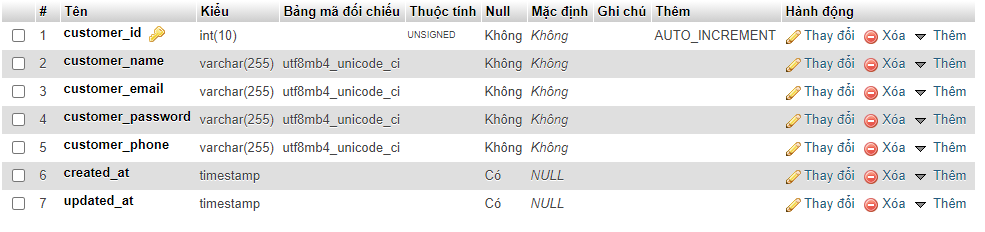 # Tên Kiểu Bảng mã đối chiếu Thuộc tính Null Mặc định Ghi chú Thêm Hành động
1 customer_id int(10) UNSIGNED Không Không AUTO_INCREMENT Thay đổi Xóa Thêm
2 customer_name varchar(255) utf8mb4_unicode_ci Không Không Thay đổi Xóa Thêm
3 customer_email varchar(255) utf8mb4_unicode_ci Không Không Thay đổi Xóa Thêm
4 customer_password varchar(255) utf8mb4_unicode_ci Không Không Thay đổi Xóa Thêm
5 customer_phone varchar(255) utf8mb4_unicode_ci Không Không Thay đổi Xóa Thêm
6 created_at timestamp Có NULL Thay đổi Xóa Thêm
7 updated_at timestamp Có NULL Thay đổi Xóa Thêm